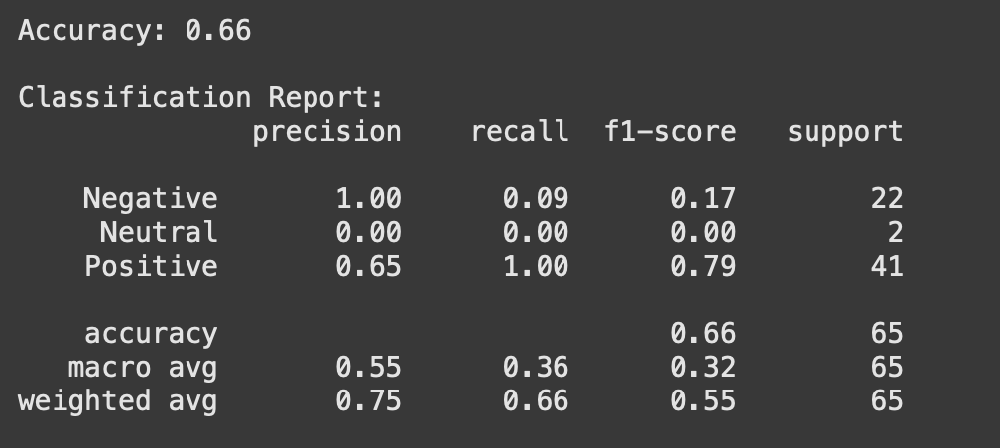 Accuracy: 0.66
Classification Report:
precision recall f1-score support
Negative 1.00 0.09 0.17 22
Neutral 0.00 0.00 0.00 2
Positive 0.65 1.00 0.79 41
accuracy 0.66 65
macro avg 0.55 0.36 0.32 65
weighted avg 0.75 0.66 0.55 65